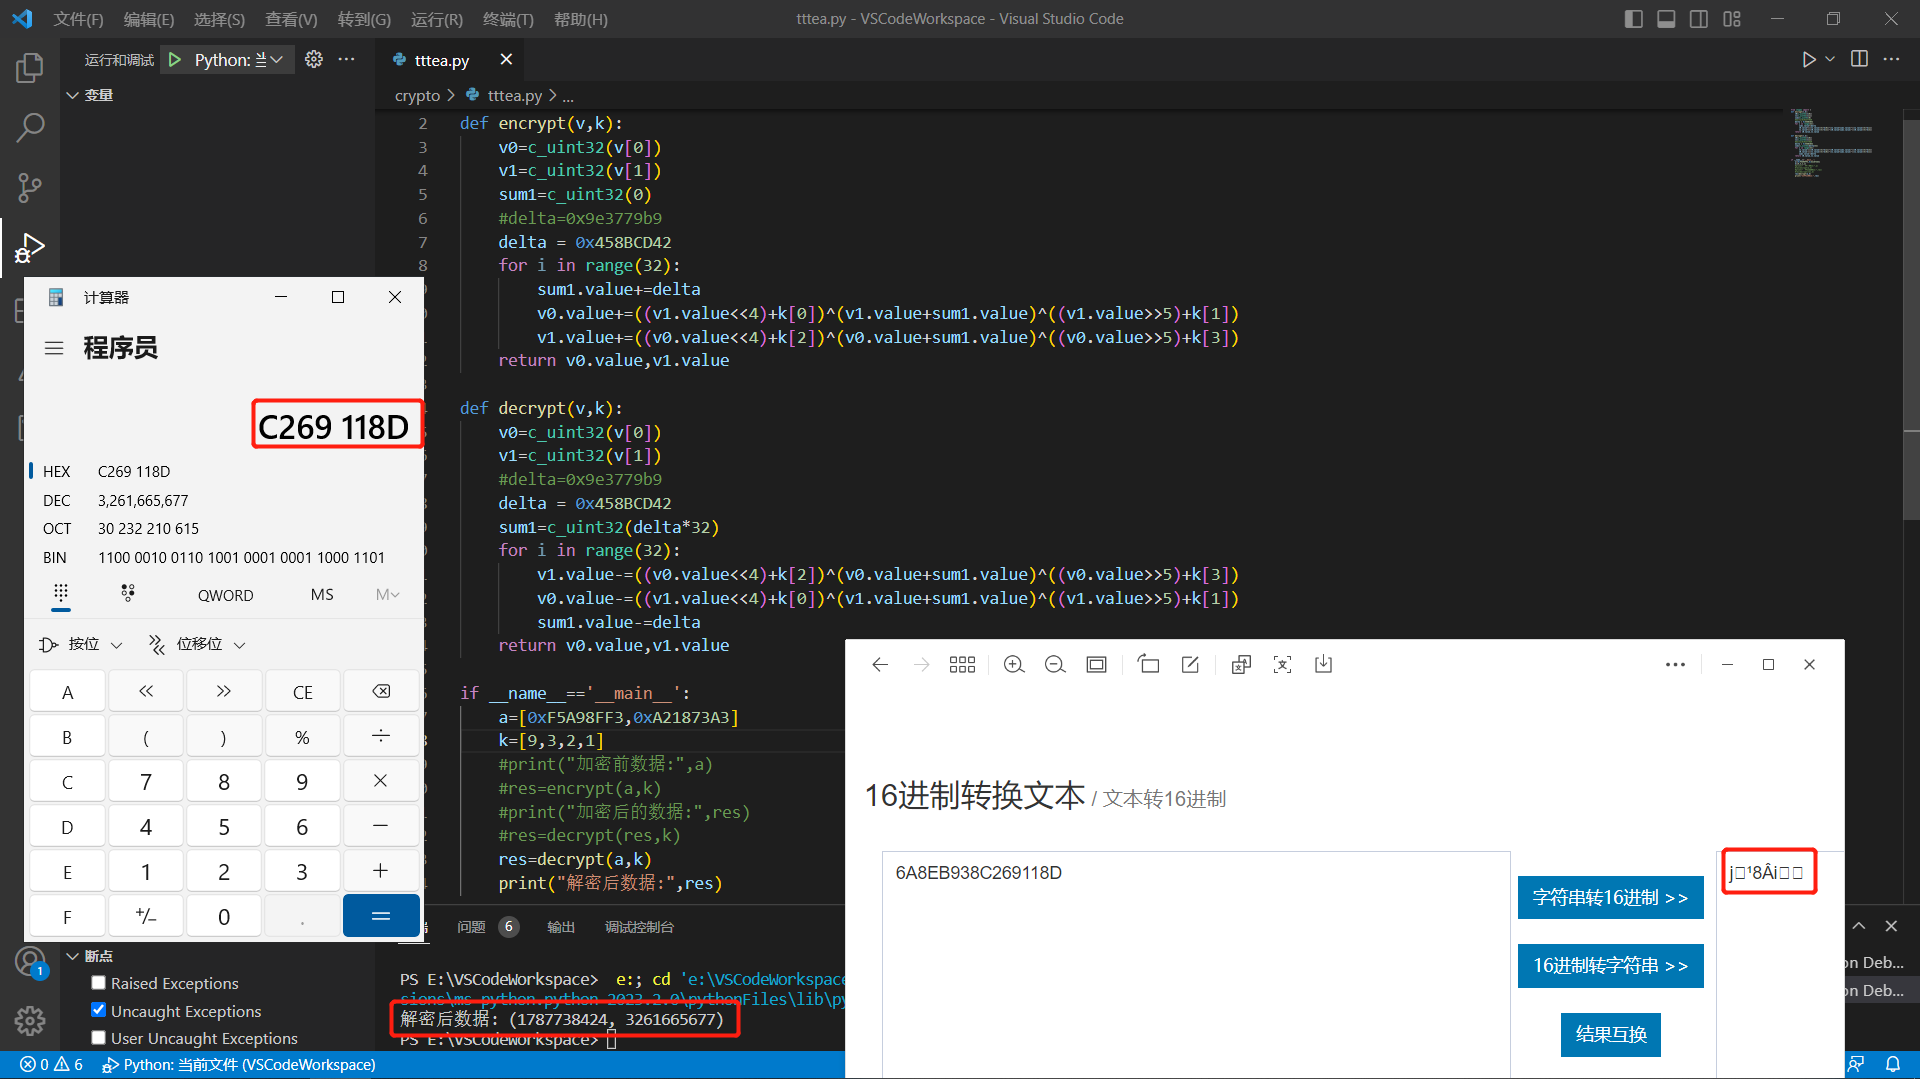 文件(F) 编辑(E) 选择(S) 查看(V) 转到(G) 运行(R) 终端(T) 帮助(H) tttea.py - VSCodeWorkspace - Visual Studio Code
运行和调试 Python: 当 tttea.py
变量
crypto > tttea.py > ...
2 def encrypt(v,k):
3 v0=c_uint32(v[0])
4 v1=c_uint32(v[1])
5 sum1=c_uint32(0)
6 #delta=0x9e3779b9
7 delta = 0x458BCD42
8 for i in range(32):
sum1.value+=delta
v0.value+=((v1.value<<4)+k[0])^(v1.value+sum1.value)^((v1.value>>5)+k[1])
v1.value+=((v0.value<<4)+k[2])^(v0.value+sum1.value)^((v0.value>>5)+k[3])
return v0.value,v1.value
def decrypt(v,k):
v0=c_uint32(v[0])
v1=c_uint32(v[1])
#delta=0x9e3779b9
delta = 0x458BCD42
sum1=c_uint32(delta*32)
for i in range(32):
v1.value-=((v0.value<<4)+k[2])^(v0.value+sum1.value)^((v0.value>>5)+k[3])
v0.value-=((v1.value<<4)+k[0])^(v1.value+sum1.value)^((v1.value>>5)+k[1])
sum1.value-=delta
return v0.value,v1.value
if __name__=='__main__':
a=[0xF5A98FF3,0xA21873A3]
k=[9,3,2,1]
#print("加密前数据:",a)
#res=encrypt(a,k)
#print("加密后的数据:",res)
#res=decrypt(res,k)
res=decrypt(a,k)
print("解密后数据:",res)
计算器
程序员
C269 118D
HEX C269 118D
DEC 3,261,665,677
OCT 30 232 210 615
BIN 1100 0010 0110 1001 0001 0001 1000 1101
QWORD MS M
按位 位移位
A << >> CE
B ( ) % ÷
C 7 8 9 ×
D 4 5 6 −
E 1 2 3 +
F +/− 0 . =
问题 6 输出 调试控制台
PS E:\VSCodeWorkspace> e:; cd 'e:\VSCodeWorkspace
sions\ms-python.python-2023.2.0\pythonFiles\lib\py
解密后数据: (1787738424, 3261665677)
PS E:\VSCodeWorkspace>
16进制转换文本 / 文本转16进制
6A8EB938C269118D
字符串转16进制 >>
16进制转字符串 >>
结果互换
j□¹8Âi□□
on Deb...
on Deb...
断点
Raised Exceptions
Uncaught Exceptions
User Uncaught Exceptions
1
0 6 Python: 当前文件 (VSCodeWorkspace)